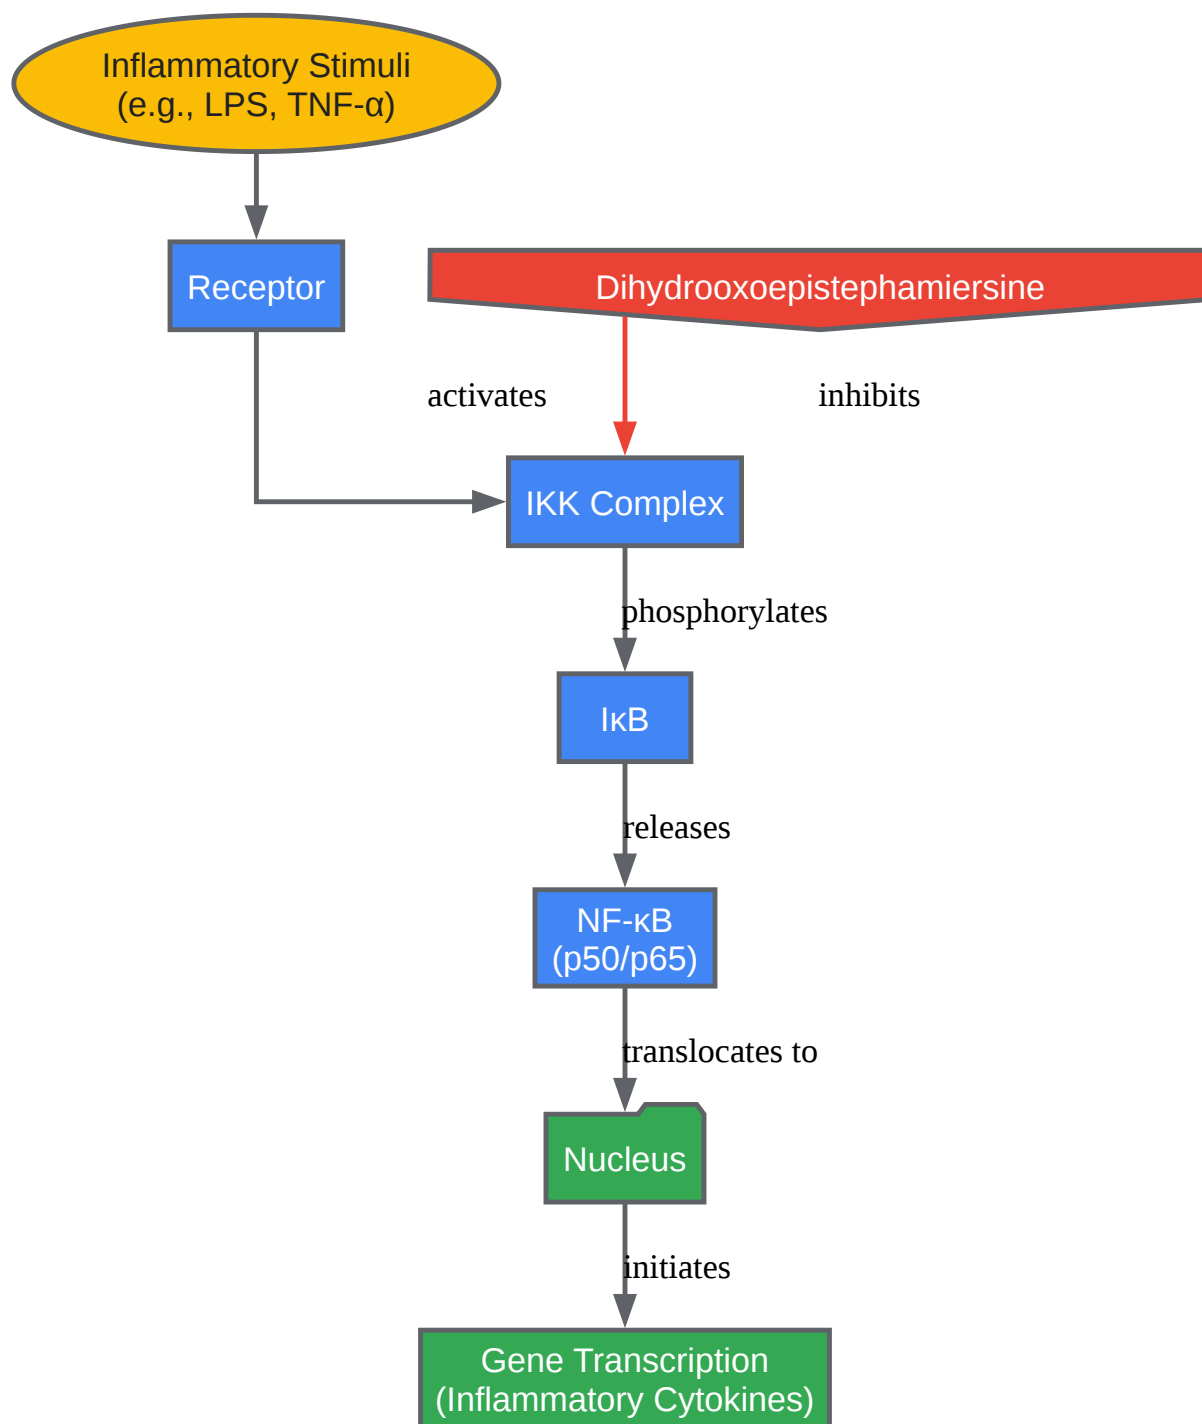 Inflammatory Stimuli
(e.g., LPS, TNF-α)
Receptor
Dihydrooxoepistephamiersine
activates
inhibits
IKK Complex
phosphorylates
IκB
releases
NF-κB
(p50/p65)
translocates to
Nucleus
initiates
Gene Transcription
(Inflammatory Cytokines)